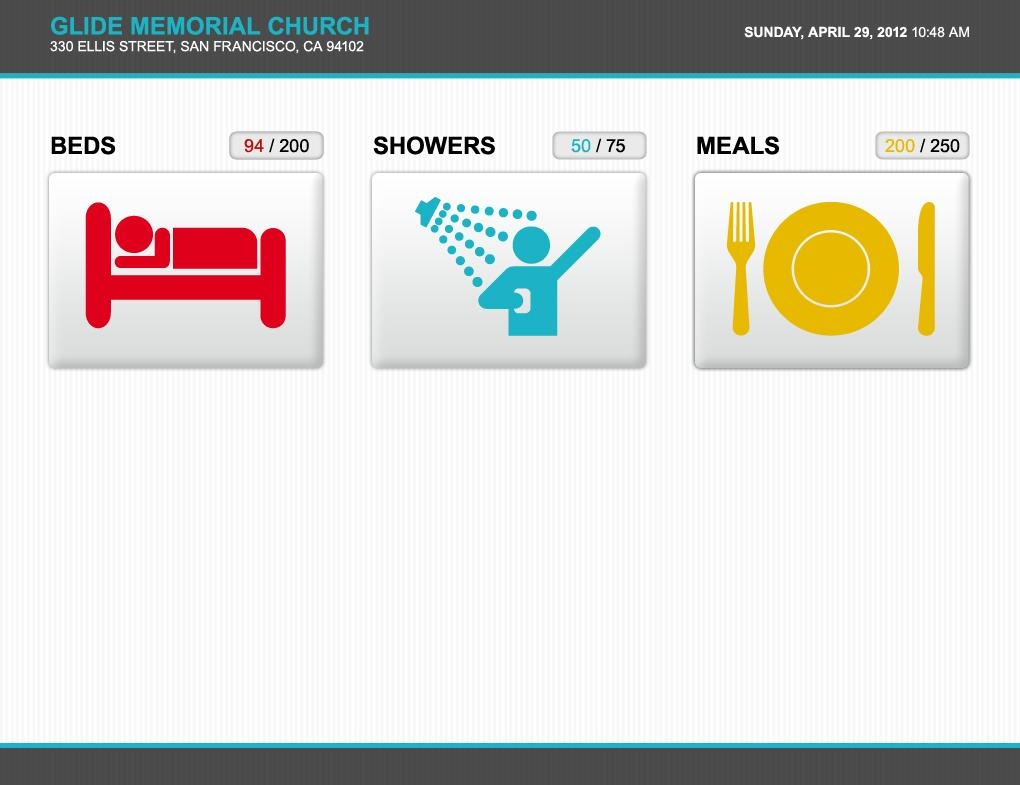 GLIDE MEMORIAL CHURCH
330 ELLIS STREET, SAN FRANCISCO, CA 94102
SUNDAY, APRIL 29, 2012 10:48 AM
BEDS
94 / 200
SHOWERS
50 / 75
MEALS
200 / 250